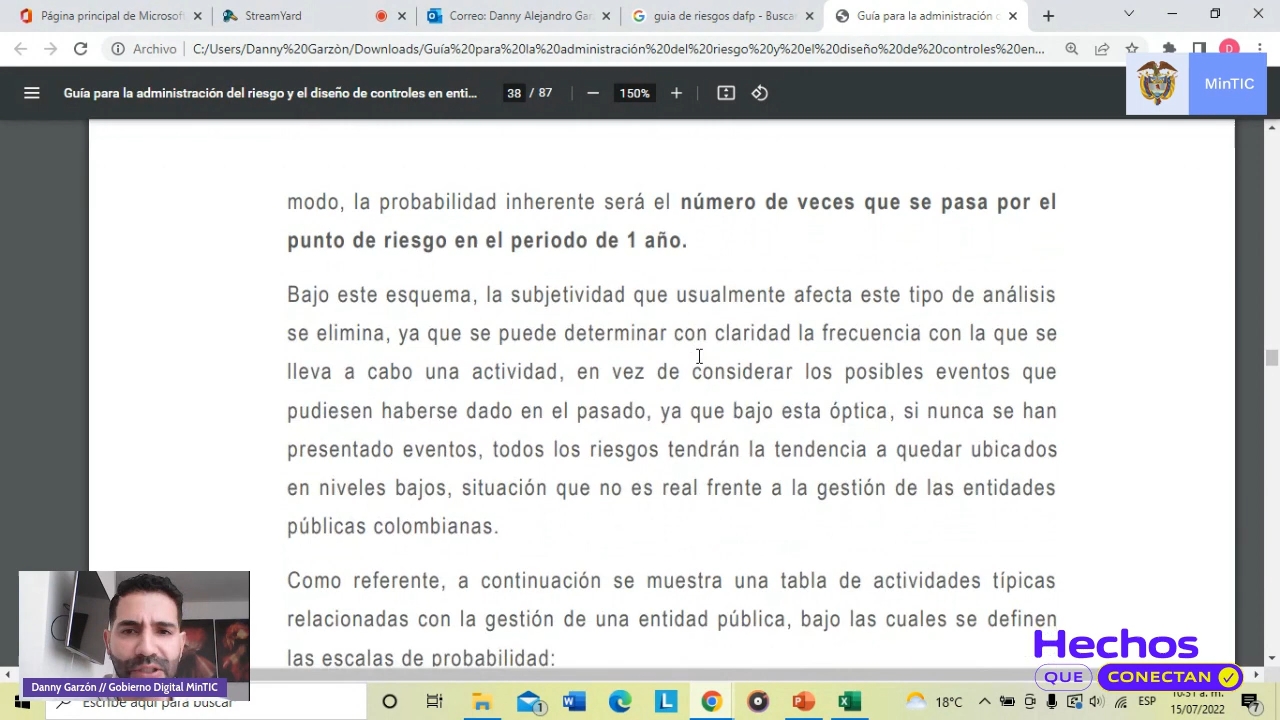 Página principal de Microsof
StreamYard
Correo: Danny Alejandro Gar
guia de riesgos dafp - Busca
Guía para la administración d
Archivo
C:/Users/Danny%20Garzòn/Downloads/Guía%20para%20la%20administración%20del%20riesgo%20y%20el%20diseño%20de%20controles%20en...
D
Guía para la administración del riesgo y el diseño de controles en enti...
38 / 87
150%
MinTIC
modo, la probabilidad inherente será el número de veces que se pasa por el
punto de riesgo en el periodo de 1 año.
Bajo este esquema, la subjetividad que usualmente afecta este tipo de análisis
se elimina, ya que se puede determinar con claridad la frecuencia con la que se
lleva a cabo una actividad, en vez de considerar los posibles eventos que
pudiesen haberse dado en el pasado, ya que bajo esta óptica, si nunca se han
presentado eventos, todos los riesgos tendrán la tendencia a quedar ubicados
en niveles bajos, situación que no es real frente a la gestión de las entidades
públicas colombianas.
Como referente, a continuación se muestra una tabla de actividades típicas
relacionadas con la gestión de una entidad pública, bajo las cuales se definen
las escalas de probabilidad:
Hechos
QUE CONECTAN
Danny Garzón // Gobierno Digital MinTIC
Escribe aquí para buscar
1
18°C
ESP
10:31 a. m.
15/07/2022
7